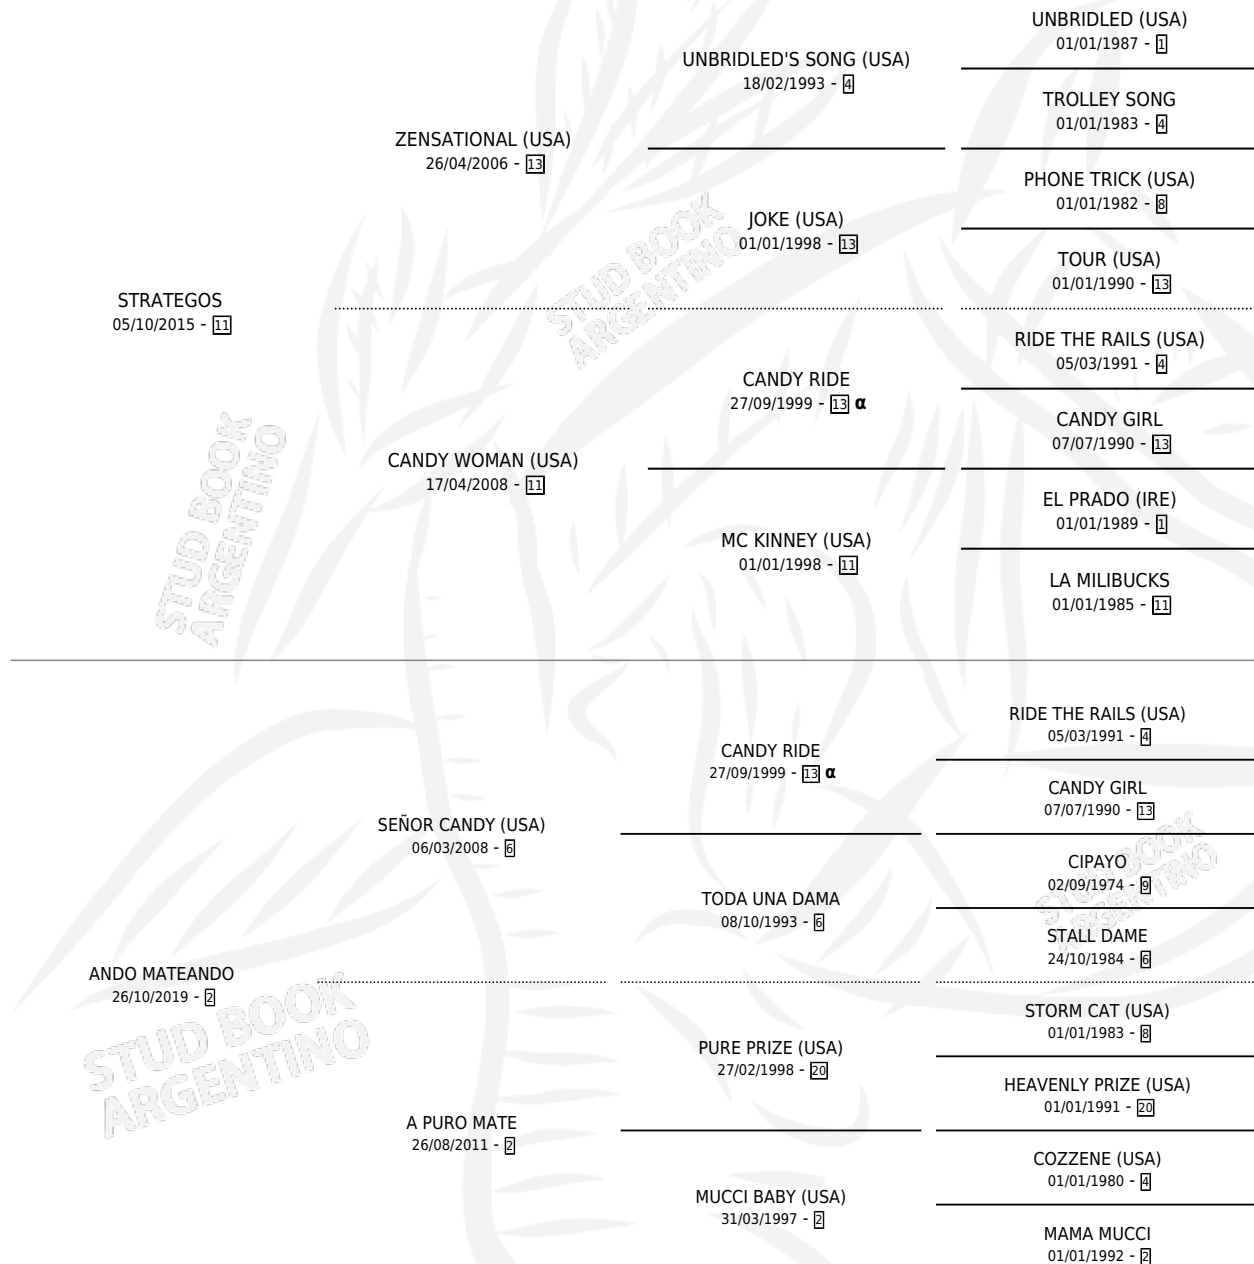 UNBRIDLED (USA)
01/01/1987 - 1
UNBRIDLED'S SONG (USA)
18/02/1993 - 4
TROLLEY SONG
01/01/1983 - 4
ZENSATIONAL (USA)
26/04/2006 - 13
PHONE TRICK (USA)
01/01/1982 - 8
JOKE (USA)
01/01/1998 - 13
TOUR (USA)
01/01/1990 - 13
STRATEGOS
05/10/2015 - 11
RIDE THE RAILS (USA)
05/03/1991 - 4
CANDY RIDE
27/09/1999 - 13 α
CANDY GIRL
07/07/1990 - 13
CANDY WOMAN (USA)
17/04/2008 - 11
EL PRADO (IRE)
01/01/1989 - 1
MC KINNEY (USA)
01/01/1998 - 11
LA MILIBUCKS
01/01/1985 - 11
RIDE THE RAILS (USA)
05/03/1991 - 4
CANDY RIDE
27/09/1999 - 13 α
CANDY GIRL
07/07/1990 - 13
SEÑOR CANDY (USA)
06/03/2008 - 6
CIPAYO
02/09/1974 - 9
TODA UNA DAMA
08/10/1993 - 6
STALL DAME
24/10/1984 - 6
ANDO MATEANDO
26/10/2019 - 2
STORM CAT (USA)
01/01/1983 - 8
PURE PRIZE (USA)
27/02/1998 - 20
HEAVENLY PRIZE (USA)
01/01/1991 - 20
A PURO MATE
26/08/2011 - 2
COZZENE (USA)
01/01/1980 - 4
MUCCI BABY (USA)
31/03/1997 - 2
MAMA MUCCI
01/01/1992 - 2
STUD BOOK
ARGENTINO
STUD BOOK
ARGENTINO
STUD BOOK
ARGENTINO
STUD BOOK
ARGENTINO